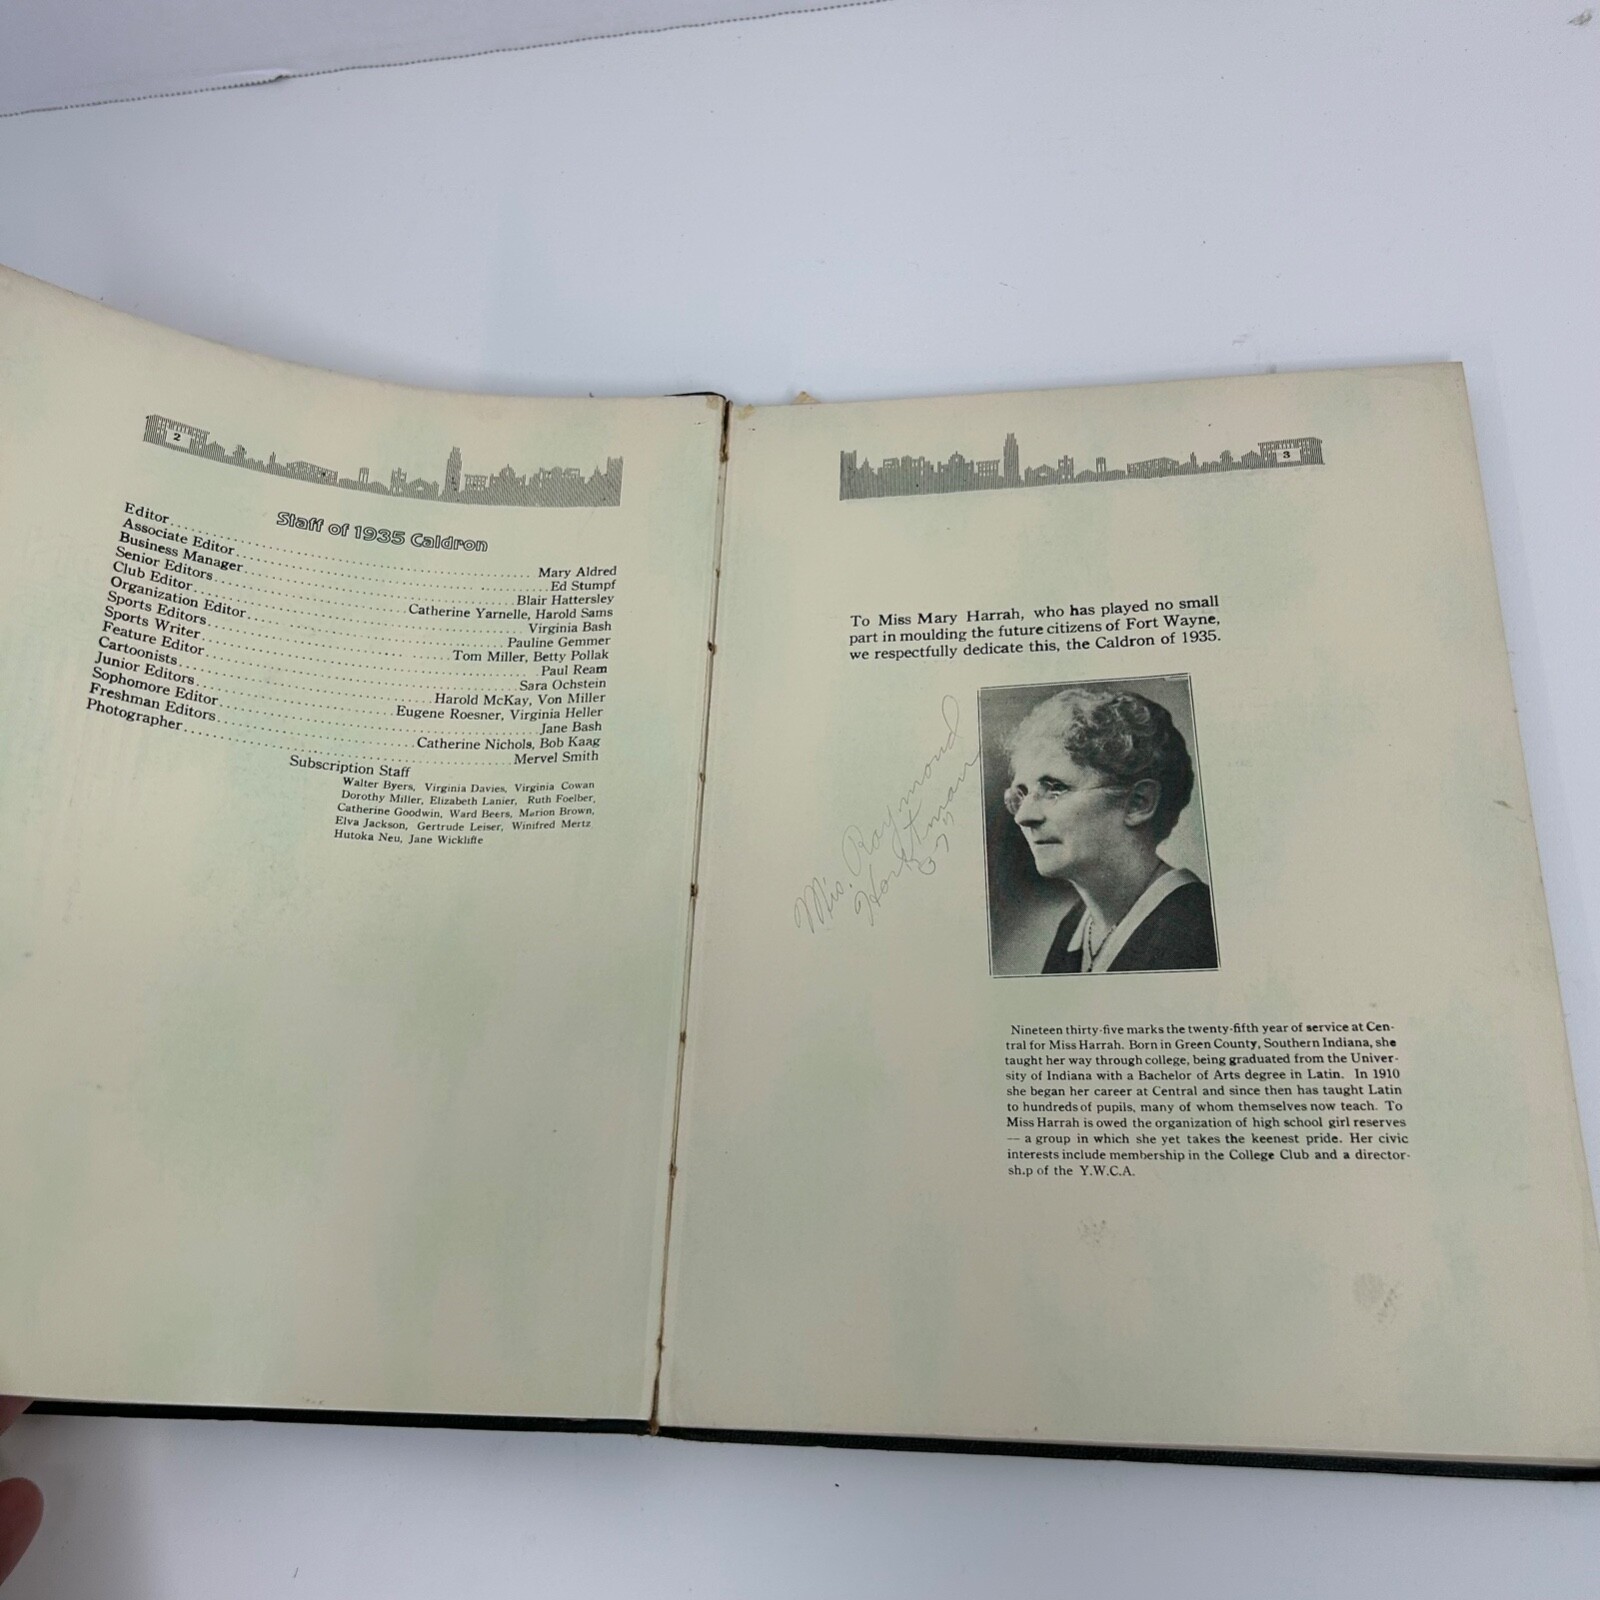 2
Staff of 1935 Caldron
Editor........Mary Aldred
Associate Editor........Ed Stumpf
Business Manager........Blair Hattersley
Senior Editors........Catherine Yarnelle, Harold Sams
Club Editor........Virginia Bash
Organization Editor........Pauline Gemmer
Sports Editors........Tom Miller, Betty Pollak
Sports Writer........Paul Ream
Feature Editor........Sara Ochstein
Cartoonists........Harold McKay, Von Miller
Junior Editors........Eugene Roesner, Virginia Heller
Sophomore Editor........Jane Bash
Freshman Editors........Catherine Nichols, Bob Kaag
Photographer........Mervel Smith
Subscription Staff
Walter Byers, Virginia Davies, Virginia Cowan
Dorothy Miller, Elizabeth Lanier, Ruth Foelber,
Catherine Goodwin, Ward Beers, Marion Brown,
Elva Jackson, Gertrude Leiser, Winifred Mertz
Hutoka Neu, Jane Wickliffe
3
To Miss Mary Harrah, who has played no small
part in moulding the future citizens of Fort Wayne,
we respectfully dedicate this, the Caldron of 1935.
Mrs. Raymond
Nineteen thirty-five marks the twenty-fifth year of service at Cen-
tral for Miss Harrah. Born in Green County, Southern Indiana, she
taught her way through college, being graduated from the Univer-
sity of Indiana with a Bachelor of Arts degree in Latin. In 1910
she began her career at Central and since then has taught Latin
to hundreds of pupils, many of whom themselves now teach. To
Miss Harrah is owed the organization of high school girl reserves
— a group in which she yet takes the keenest pride. Her civic
interests include membership in the College Club and a director-
sh.p of the Y.W.C.A.